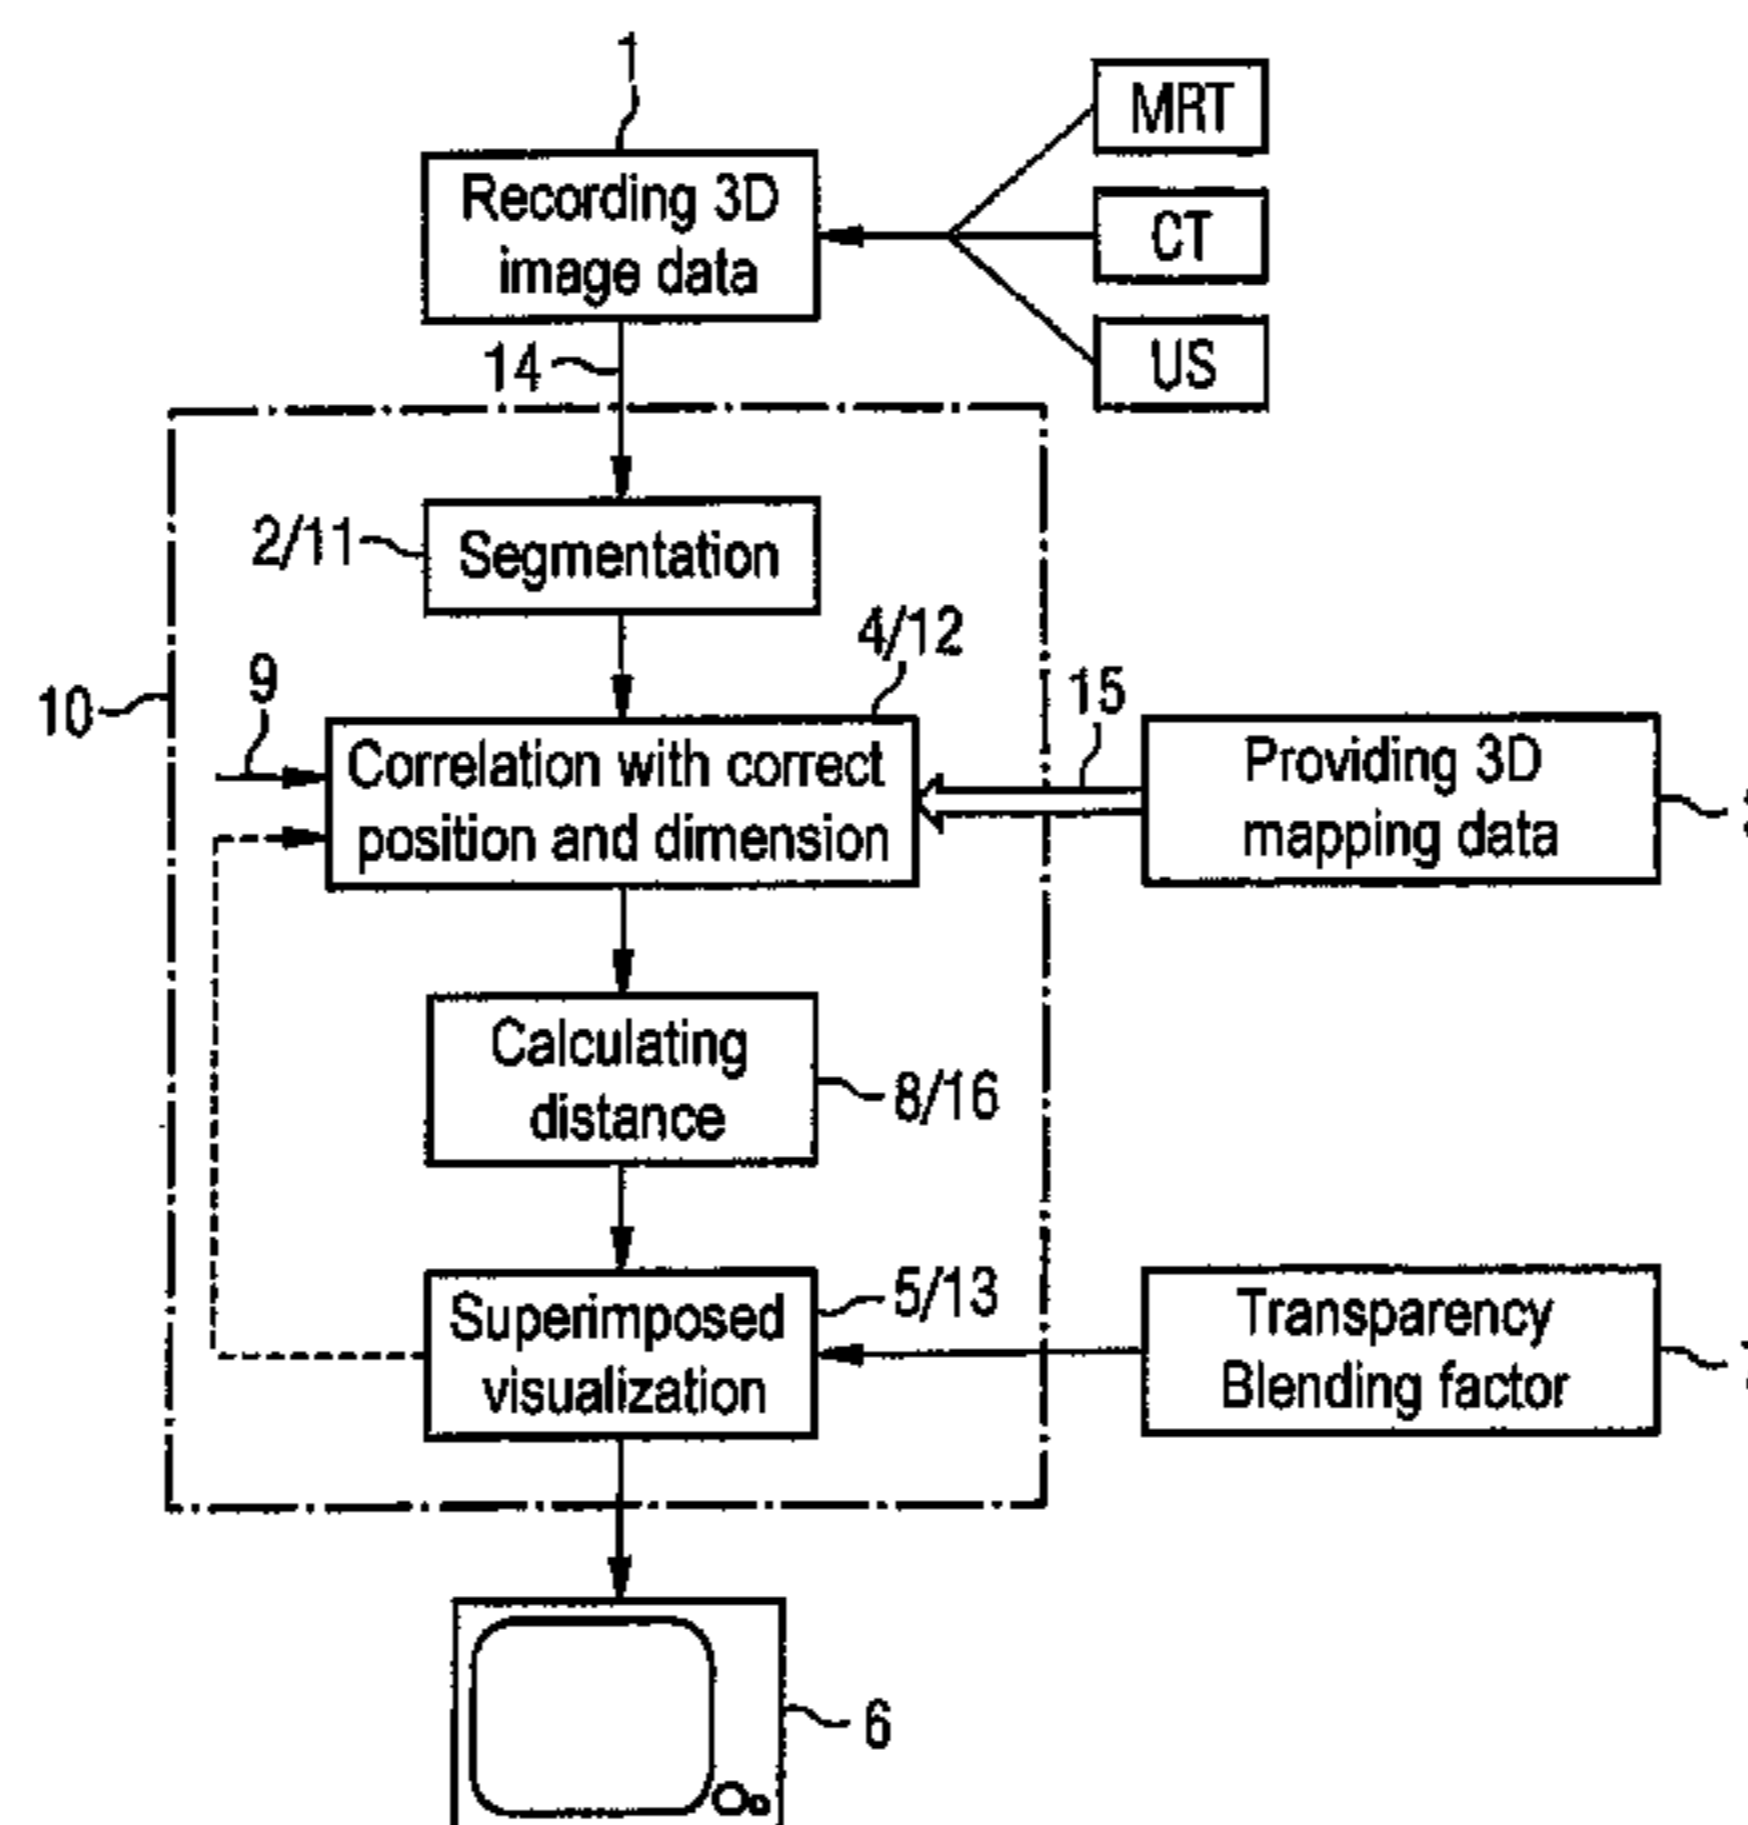 1
MRT
Recording 3D
image data
CT
US
14
2/11
Segmentation
4/12
9
10
15
Correlation with correct
position and dimension
Providing 3D
mapping data
Calculating
distance
8/16
5/13
Superimposed
visualization
Transparency
Blending factor
6